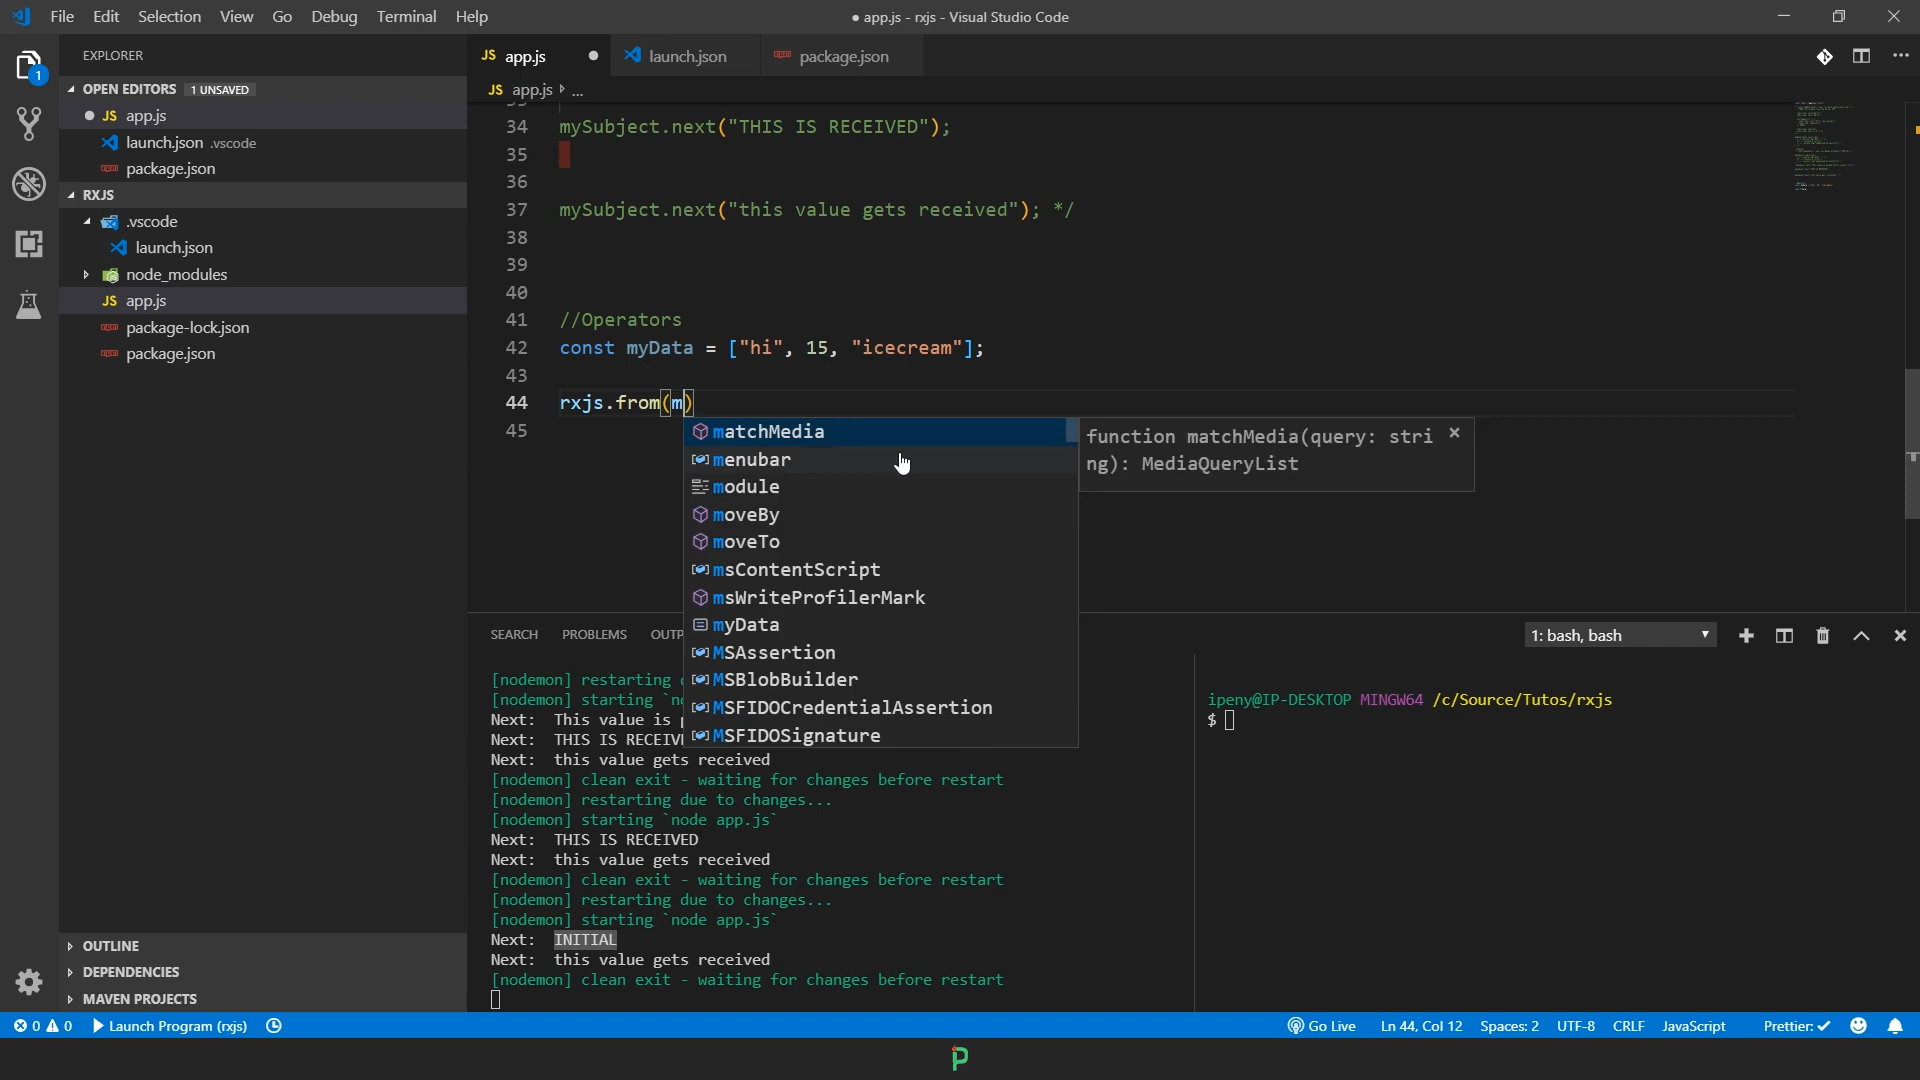 File Edit Selection View Go Debug Terminal Help
● app.js - rxjs - Visual Studio Code
EXPLORER
OPEN EDITORS 1 UNSAVED
JS app.js
launch.json .vscode
package.json
RXJS
.vscode
launch.json
node_modules
JS app.js
package-lock.json
package.json
OUTLINE
DEPENDENCIES
MAVEN PROJECTS
1
JS app.js
launch.json
package.json
JS app.js ...
34 mySubject.next("THIS IS RECEIVED");
35
36
37 mySubject.next("this value gets received"); */
38
39
40
41 //Operators
42 const myData = ["hi", 15, "icecream"];
43
44 rxjs.from(m)
45
matchMedia
menubar
module
moveBy
moveTo
msContentScript
msWriteProfilerMark
myData
MSAssertion
MSBlobBuilder
MSFIDOCredentialAssertion
MSFIDOSignature
function matchMedia(query: stri
ng): MediaQueryList
SEARCH PROBLEMS OUTP
1: bash, bash
[nodemon] restarting
[nodemon] starting
Next: This value is
Next: THIS IS RECEIV
Next: this value gets received
[nodemon] clean exit - waiting for changes before restart
[nodemon] restarting due to changes...
[nodemon] starting `node app.js`
Next: THIS IS RECEIVED
Next: this value gets received
[nodemon] clean exit - waiting for changes before restart
[nodemon] restarting due to changes...
[nodemon] starting `node app.js`
Next: INITIAL
Next: this value gets received
[nodemon] clean exit - waiting for changes before restart
ipeny@IP-DESKTOP MINGW64 /c/Source/Tutos/rxjs
$
0 0 Launch Program (rxjs)
Go Live Ln 44, Col 12 Spaces: 2 UTF-8 CRLF JavaScript Prettier: ✓